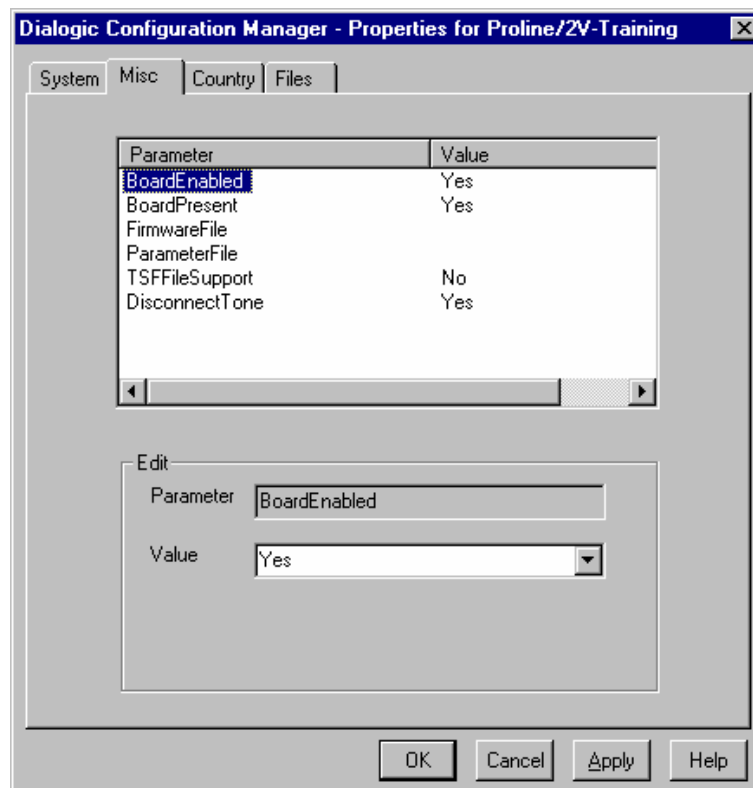 Dialogic Configuration Manager - Properties for Proline/2V-Training
System Misc Country Files
Parameter Value
BoardEnabled Yes
BoardPresent Yes
FirmwareFile
ParameterFile
TSFFileSupport No
DisconnectTone Yes
Edit
Parameter BoardEnabled
Value Yes
OK Cancel Apply Help